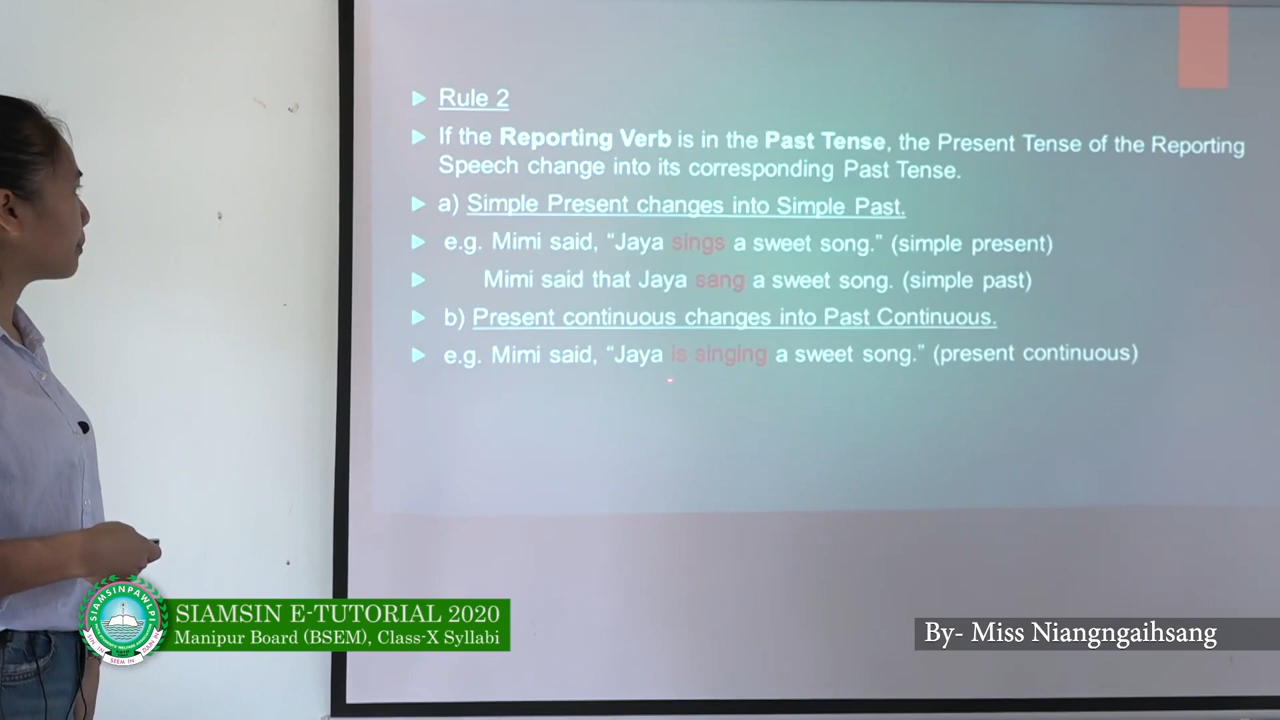 Rule 2
If the Reporting Verb is in the Past Tense, the Present Tense of the Reporting
Speech change into its corresponding Past Tense.
a) Simple Present changes into Simple Past.
e.g. Mimi said, “Jaya sings a sweet song.” (simple present)
Mimi said that Jaya sang a sweet song. (simple past)
b) Present continuous changes into Past Continuous.
e.g. Mimi said, “Jaya is singing a sweet song.” (present continuous)
SIAMSINPAWLPI
SEEM IN
SIAMSIN E-TUTORIAL 2020
Manipur Board (BSEM), Class-X Syllabi
By- Miss Niangngaihsang